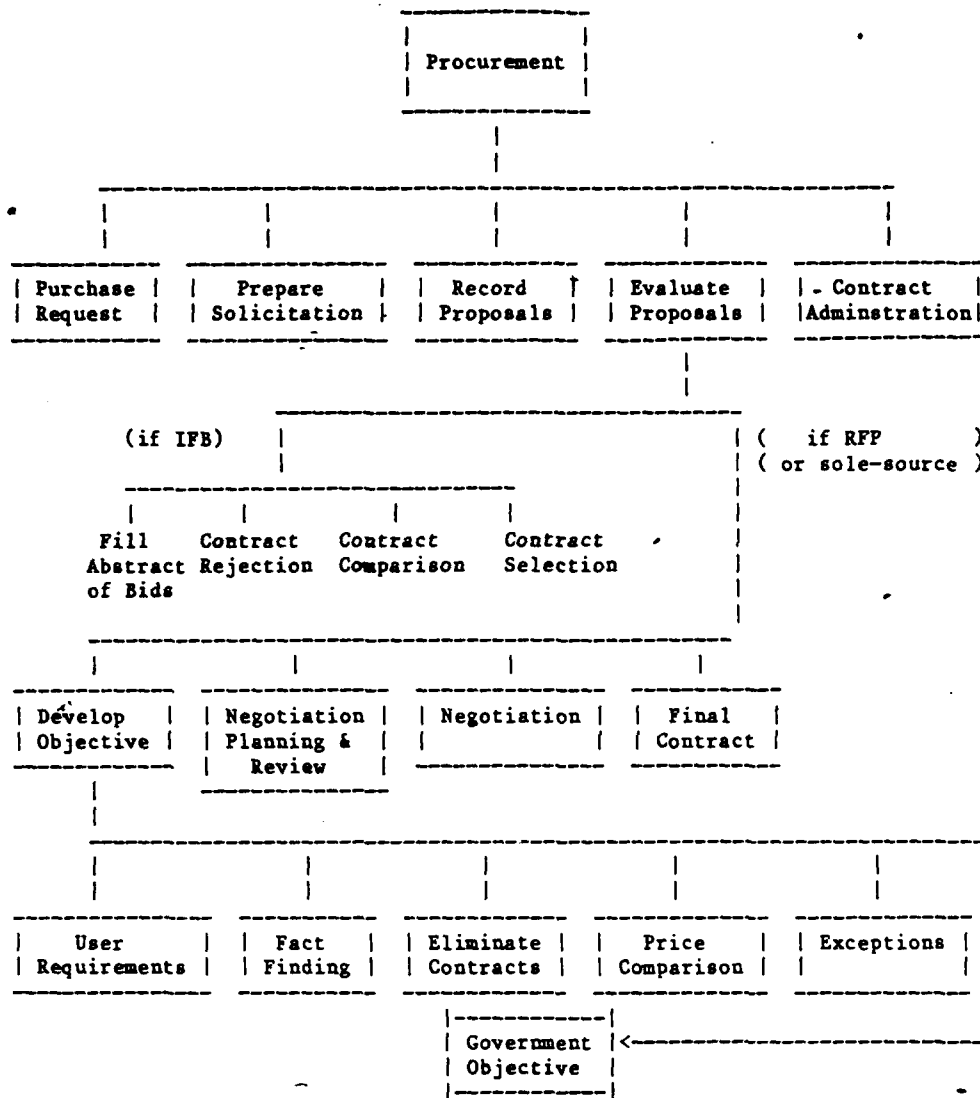 Procurement
Purchase Request
Prepare Solicitation
Record Proposals
Evaluate Proposals
Contract Adminstration
(if IFB)
( if RFP )
( or sole-source )
Fill Abstract of Bids
Contract Rejection
Contract Comparison
Contract Selection
Develop Objective
Negotiation Planning & Review
Negotiation
Final Contract
User Requirements
Fact Finding
Eliminate Contracts
Price Comparison
Exceptions
Government Objective